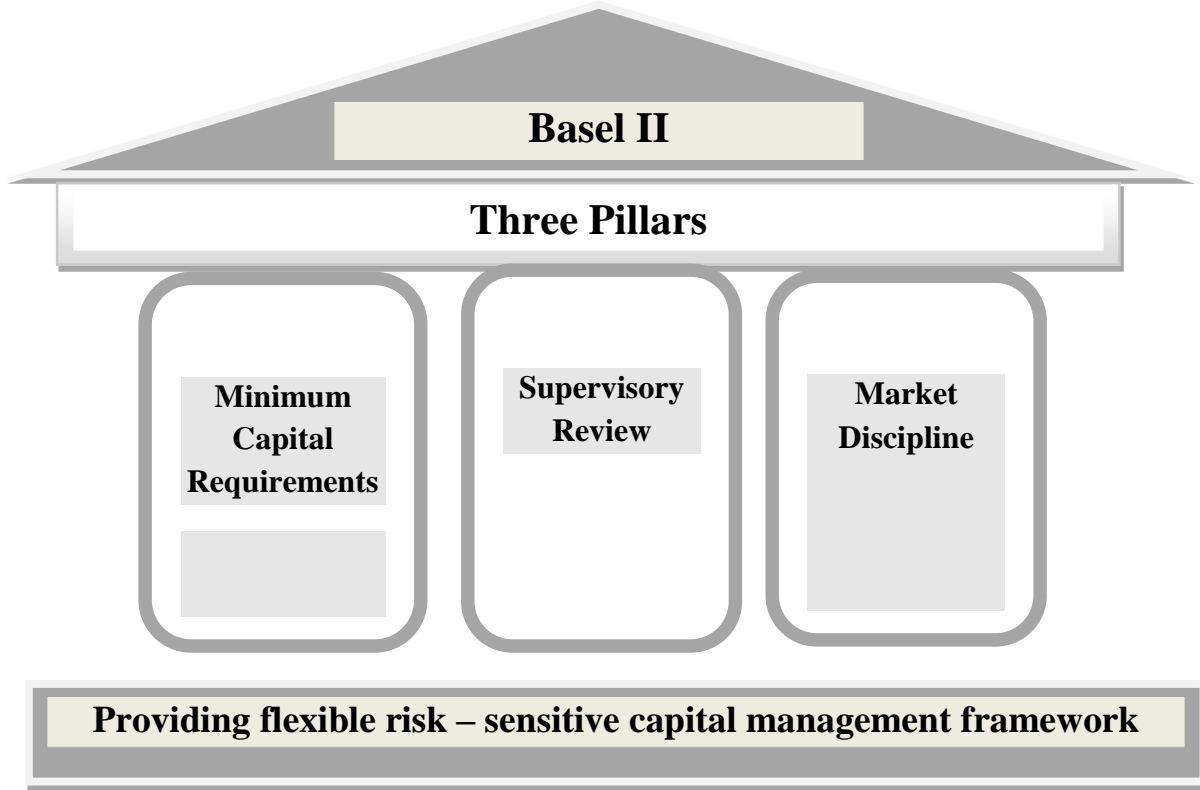 Basel II
Three Pillars
Minimum
Capital
Requirements
Supervisory
Review
Market
Discipline
Providing flexible risk – sensitive capital management framework